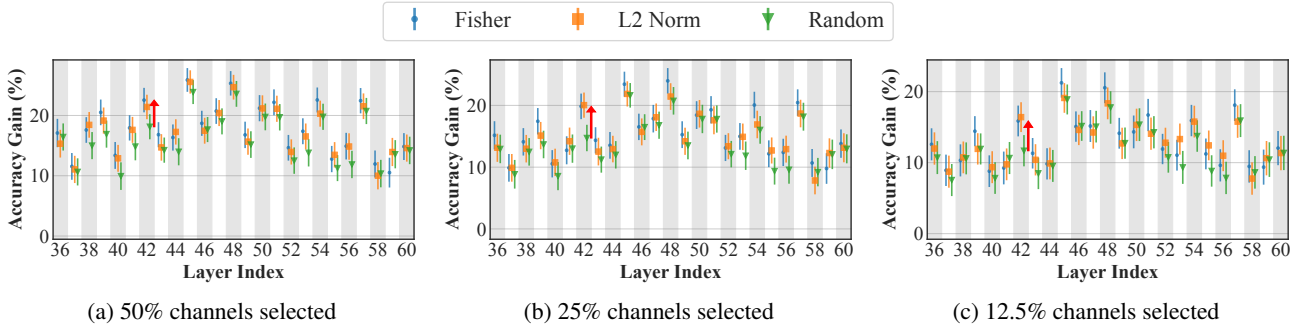 Fisher L2 Norm Random
Accuracy Gain (%)
20
10
0
36 38 40 42 44 46 48 50 52 54 56 58 60
Layer Index
(a) 50% channels selected
Accuracy Gain (%)
30
20
10
0
36 38 40 42 44 46 48 50 52 54 56 58 60
Layer Index
(b) 25% channels selected
Accuracy Gain (%)
20
10
0
36 38 40 42 44 46 48 50 52 54 56 58 60
Layer Index
(c) 12.5% channels selected